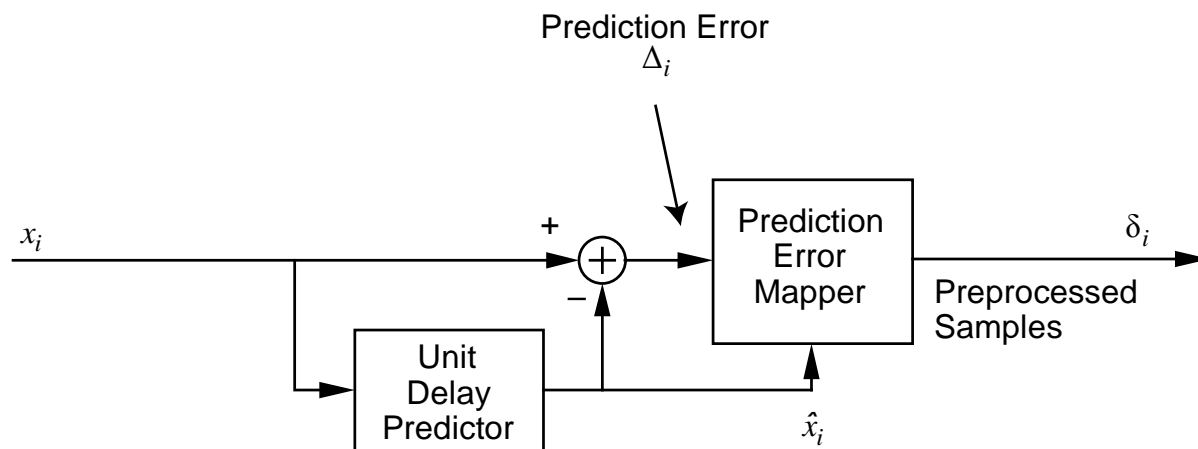 Prediction Error
Δᵢ
xᵢ
+
+
−
Prediction
Error
Mapper
δᵢ
Preprocessed
Samples
Unit
Delay
Predictor
x̂ᵢ